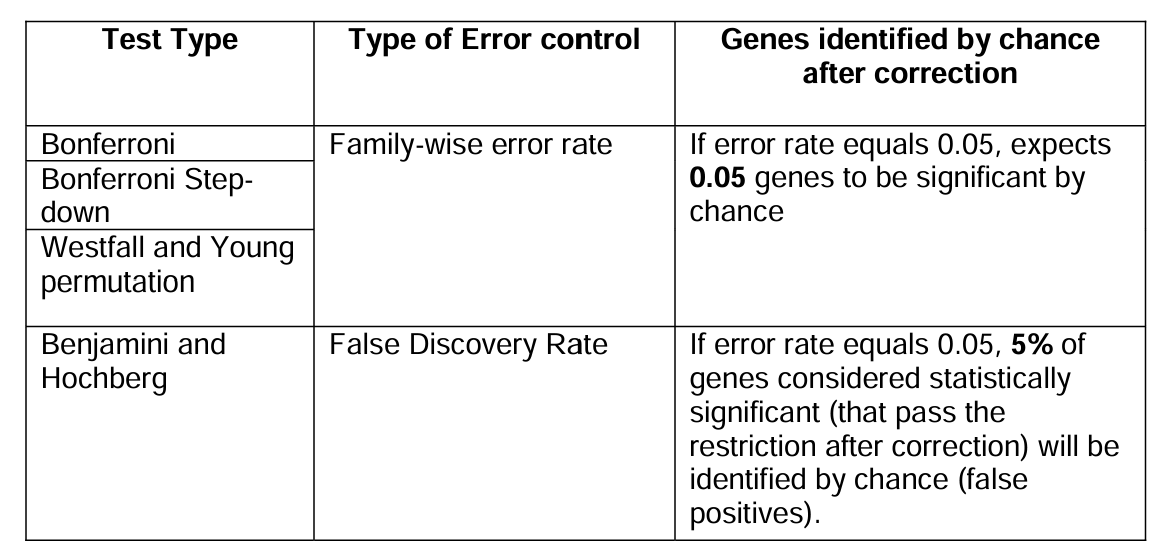 Test Type
Type of Error control
Genes identified by chance
after correction
Bonferroni
Family-wise error rate
If error rate equals 0.05, expects
0.05 genes to be significant by
chance
Bonferroni Step-
down
Westfall and Young
permutation
Benjamini and
Hochberg
False Discovery Rate
If error rate equals 0.05, 5% of
genes considered statistically
significant (that pass the
restriction after correction) will be
identified by chance (false
positives).